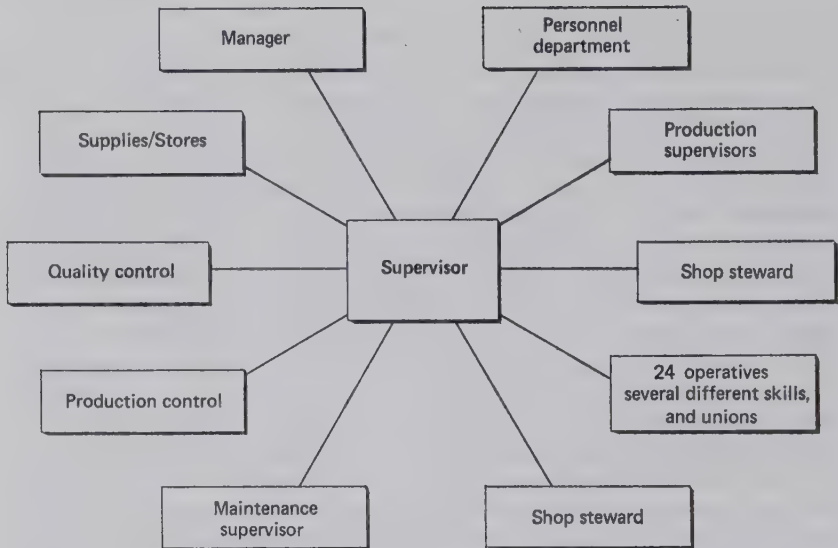 Manager
Personnel
department
Supplies/Stores
Production
supervisors
Quality control
Supervisor
Shop steward
Production control
24 operatives
several different skills,
and unions
Maintenance
supervisor
Shop steward